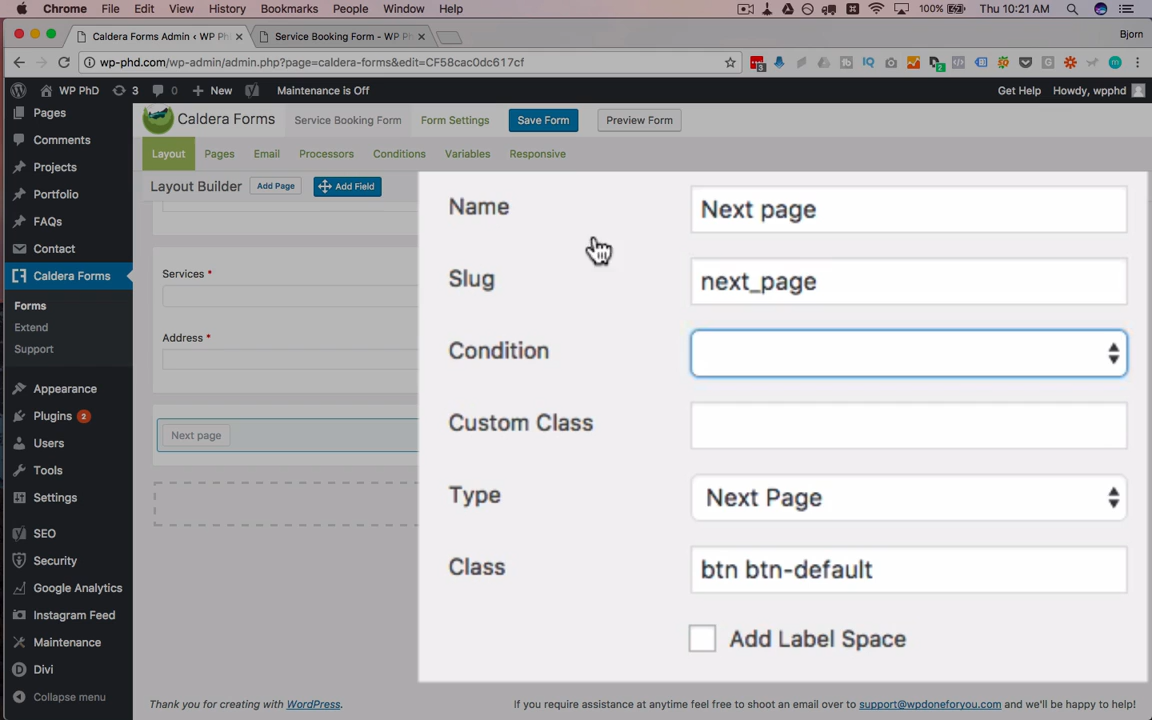 Chrome File Edit View History Bookmarks People Window Help 100% Thu 10:21 AM
Caldera Forms Admin ‹ WP Ph Service Booking Form - WP Ph Bjorn
wp-phd.com/wp-admin/admin.php?page=caldera-forms&edit=CF58cac0dc617cf
WP PhD 3 0 + New Maintenance is Off Get Help Howdy, wpphd
Pages
Comments
Projects
Portfolio
FAQs
Contact
Caldera Forms
Forms
Extend
Support
Appearance
Plugins 2
Users
Tools
Settings
SEO
Security
Google Analytics
Instagram Feed
Maintenance
Divi
Collapse menu
Caldera Forms Service Booking Form Form Settings Save Form Preview Form
Layout Pages Email Processors Conditions Variables Responsive
Layout Builder Add Page Add Field
Services *
Address *
Next page
Name Next page
Slug next_page
Condition
Custom Class
Type Next Page
Class btn btn-default
Add Label Space
Thank you for creating with WordPress. If you require assistance at anytime feel free to shoot an email over to support@wpdoneforyou.com and we'll be happy to help!